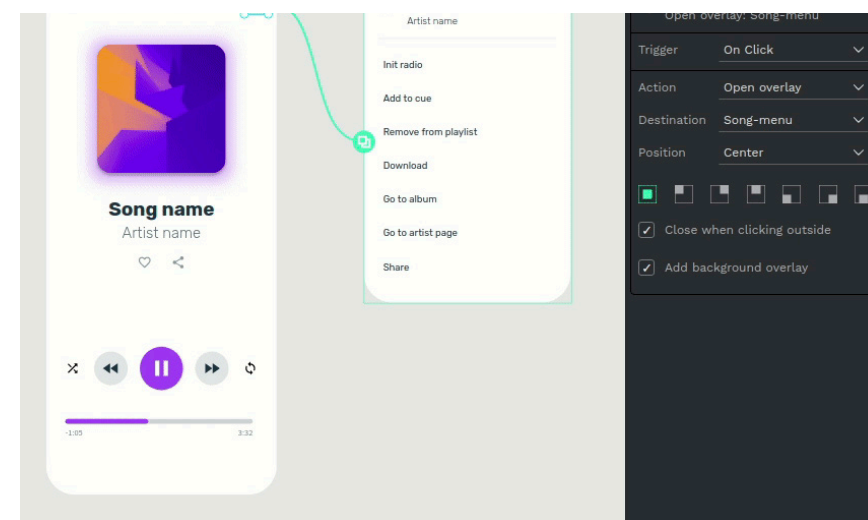 Song name
Artist name
-1:05
3:32
Artist name
Init radio
Add to cue
Remove from playlist
Download
Go to album
Go to artist page
Share
Open overlay: Song-menu
Trigger On Click
Action Open overlay
Destination Song-menu
Position Center
Close when clicking outside
Add background overlay